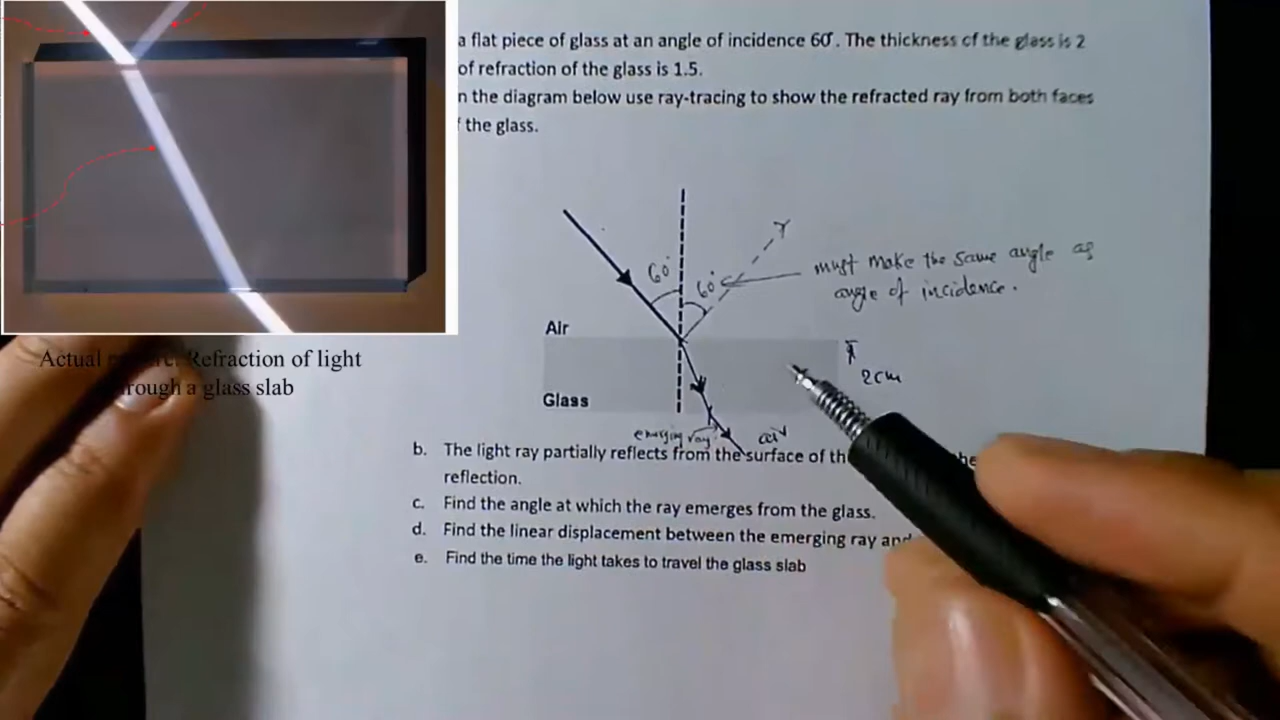 a flat piece of glass at an angle of incidence 60°. The thickness of the glass is 2
of refraction of the glass is 1.5.
n the diagram below use ray-tracing to show the refracted ray from both faces
the glass.
60°
60°
must make the same angle as
angle of incidence.
Air
2cm
Glass
emerging ray
air
b. The light ray partially reflects from the surface of
reflection.
c. Find the angle at which the ray emerges from the glass.
d. Find the linear displacement between the emerging ray and
e. Find the time the light takes to travel the glass slab
Actual Refraction of light
through a glass slab